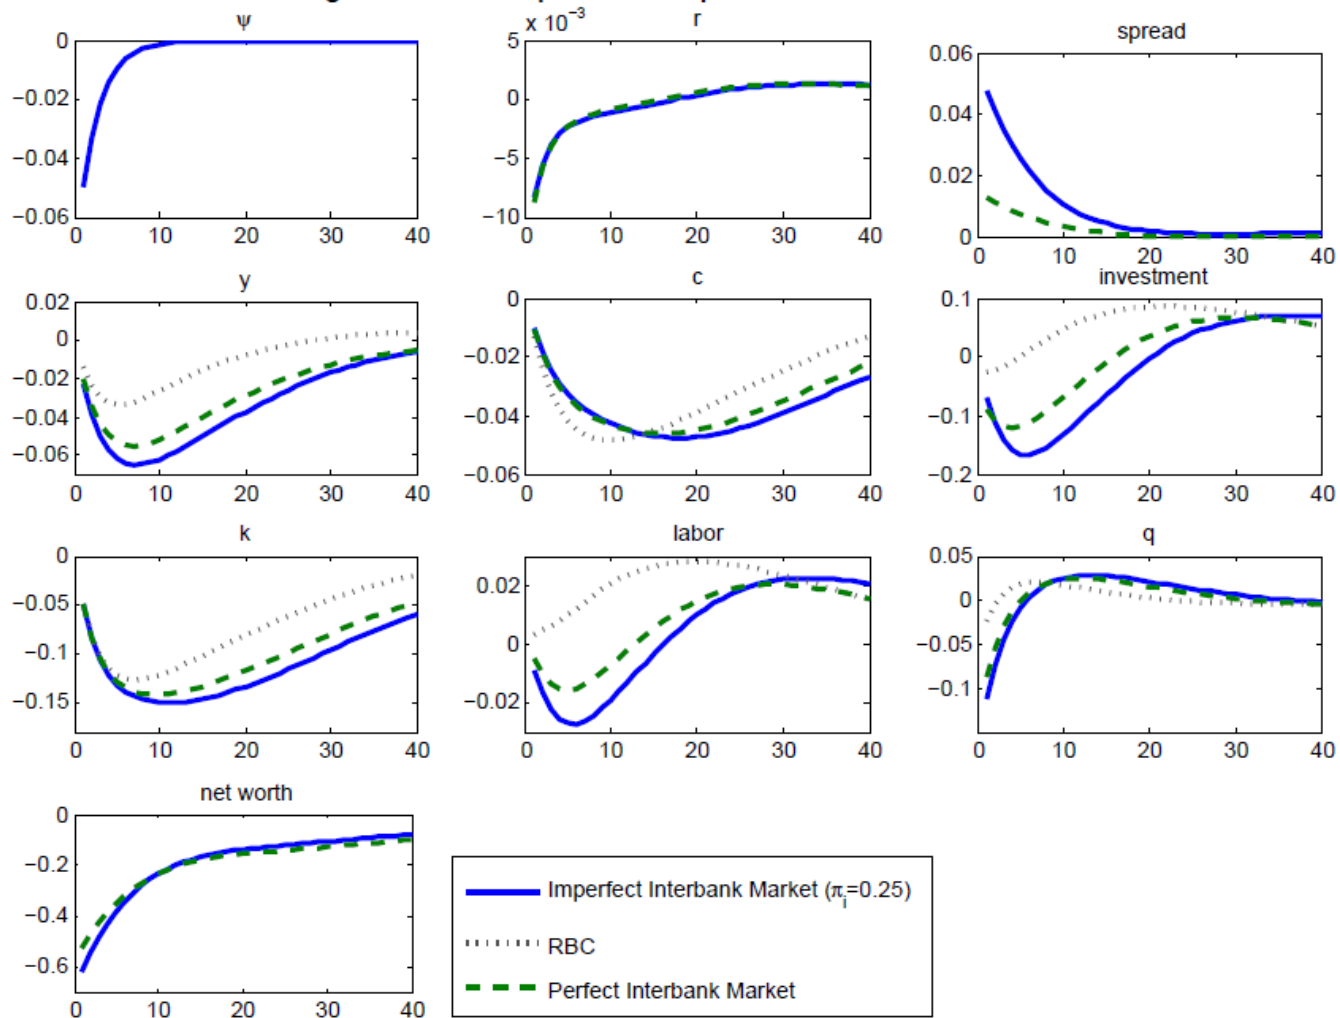 ψ
0
−0.02
−0.04
−0.06
0 10 20 30 40
x 10−3
r
5
0
−5
−10
0 10 20 30 40
spread
0.06
0.04
0.02
0
0 10 20 30 40
y
0.02
0
−0.02
−0.04
−0.06
0 10 20 30 40
c
0
−0.02
−0.04
−0.06
0 10 20 30 40
investment
0.1
0
−0.1
−0.2
0 10 20 30 40
k
0
−0.05
−0.1
−0.15
0 10 20 30 40
labor
0.02
0
−0.02
0 10 20 30 40
q
0.05
0
−0.05
−0.1
0 10 20 30 40
net worth
0
−0.2
−0.4
−0.6
0 10 20 30 40
Imperfect Interbank Market (πi=0.25)
RBC
Perfect Interbank Market